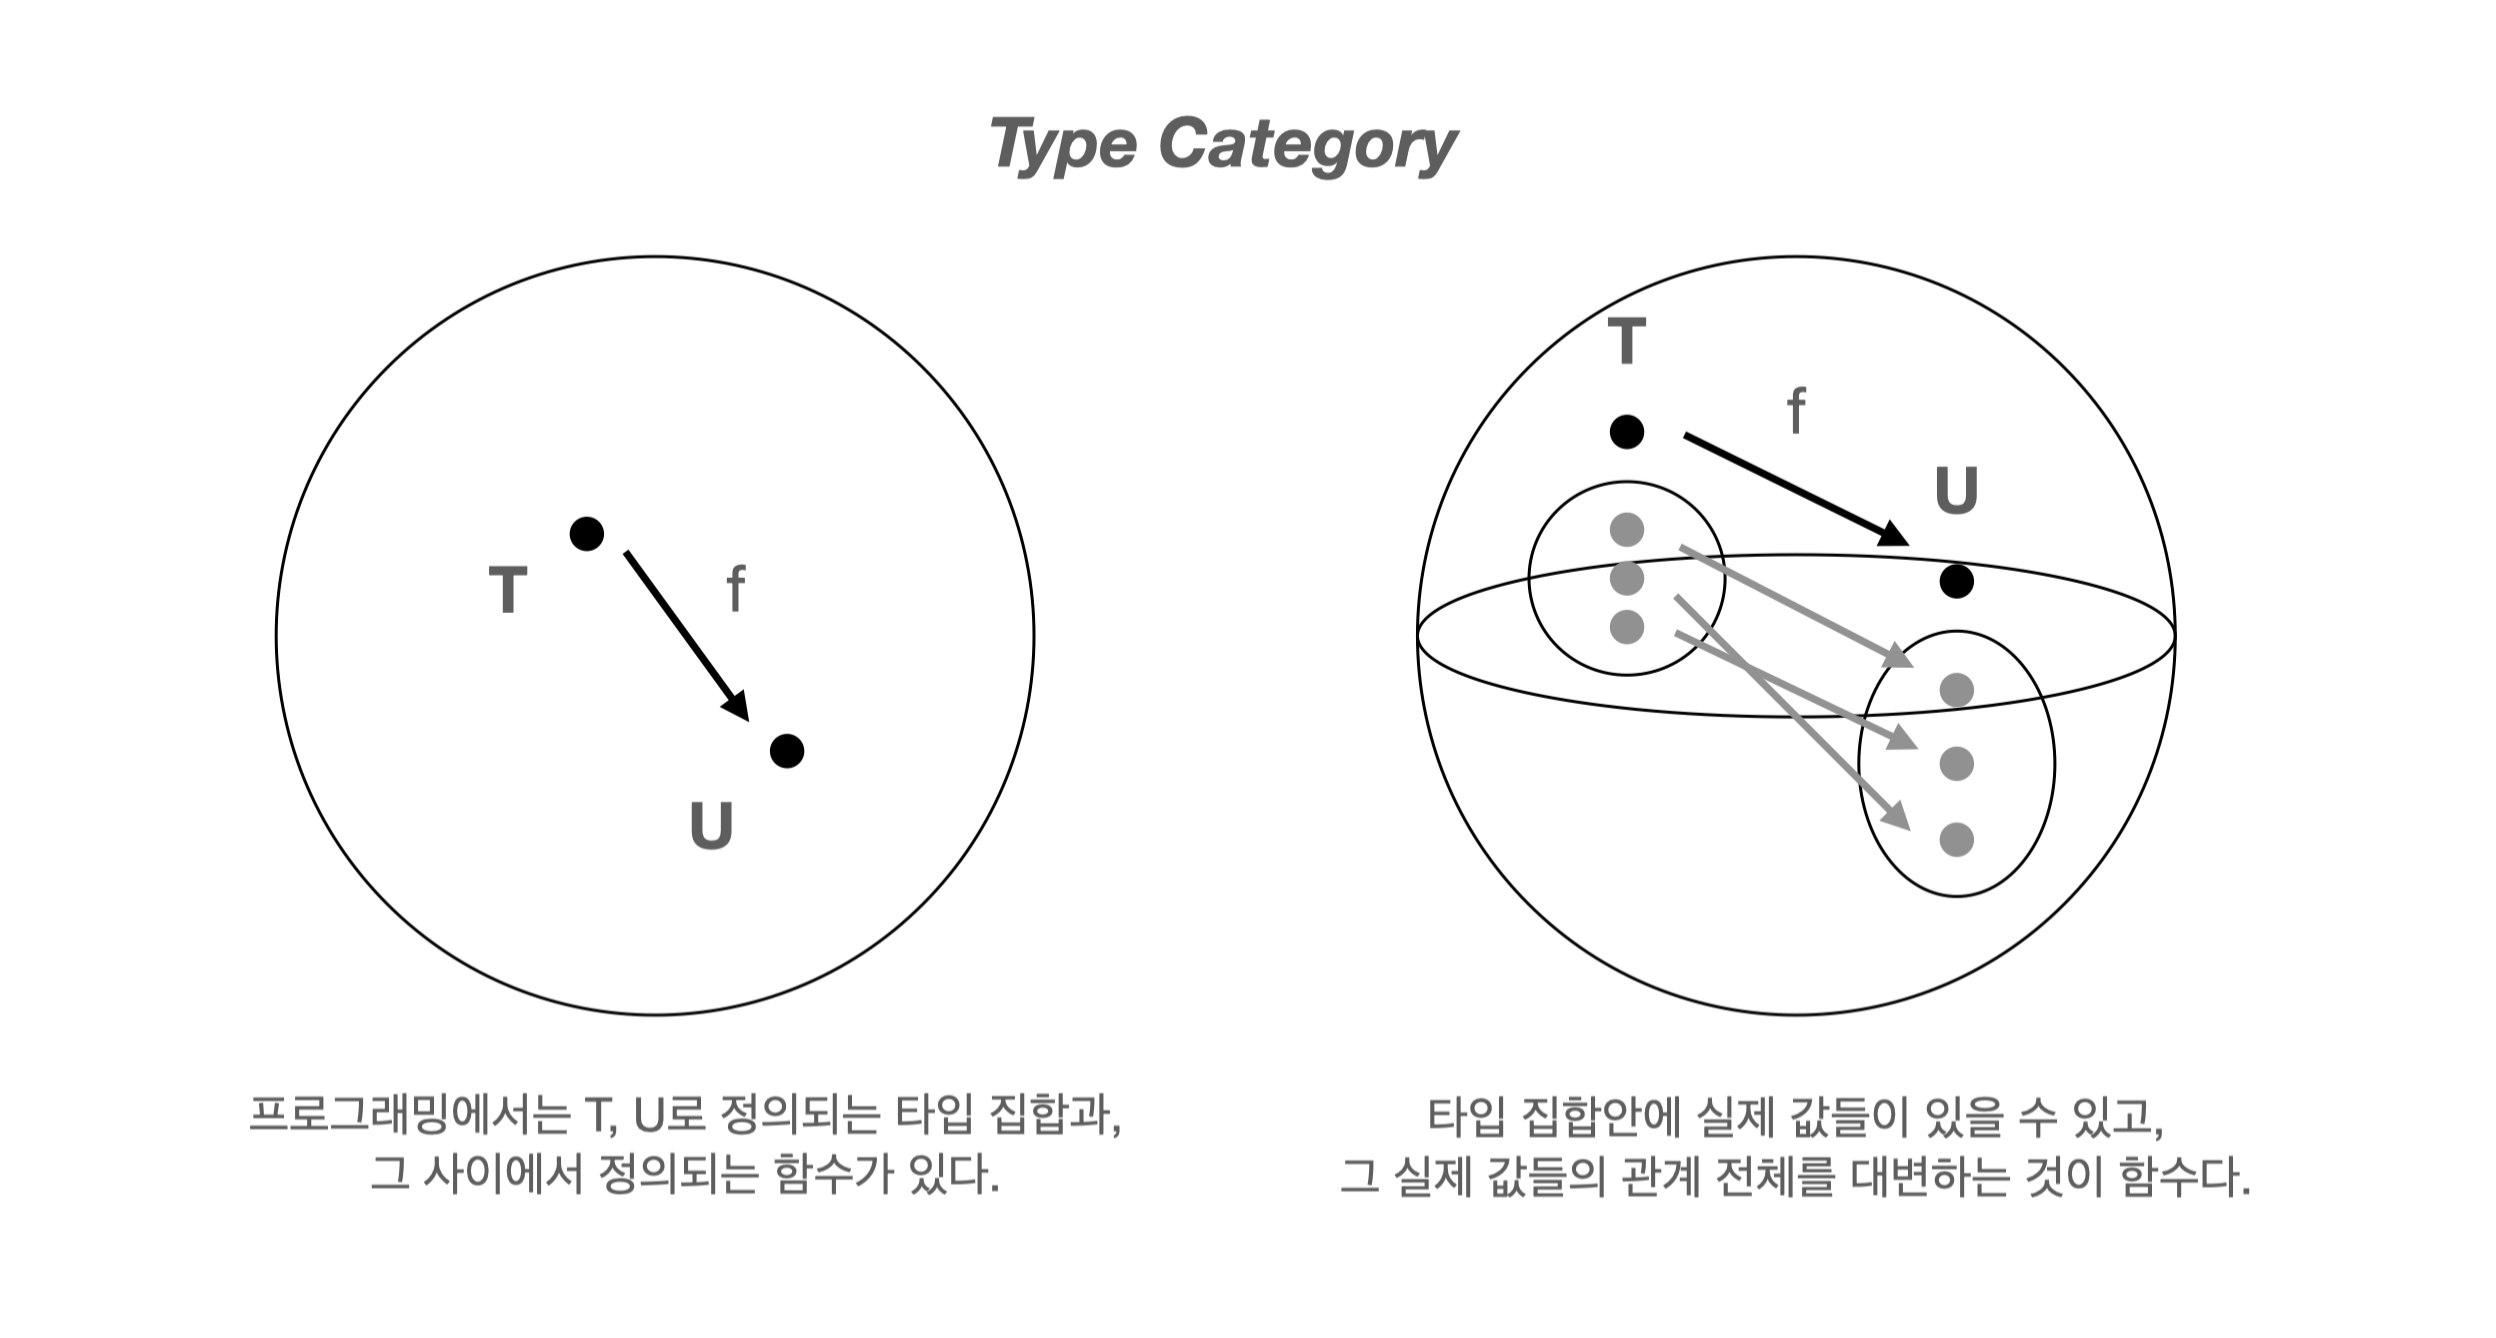 Type Category
T
f
U
T
f
U
프로그래밍에서는 T, U로 정의되는 타입 집합과,
그 사이에서 정의되는 함수가 있다.
타입 집합안에 실제 값들이 있을 수 있고,
그 실제 값들의 관계 전체를 대변하는 것이 함수다.